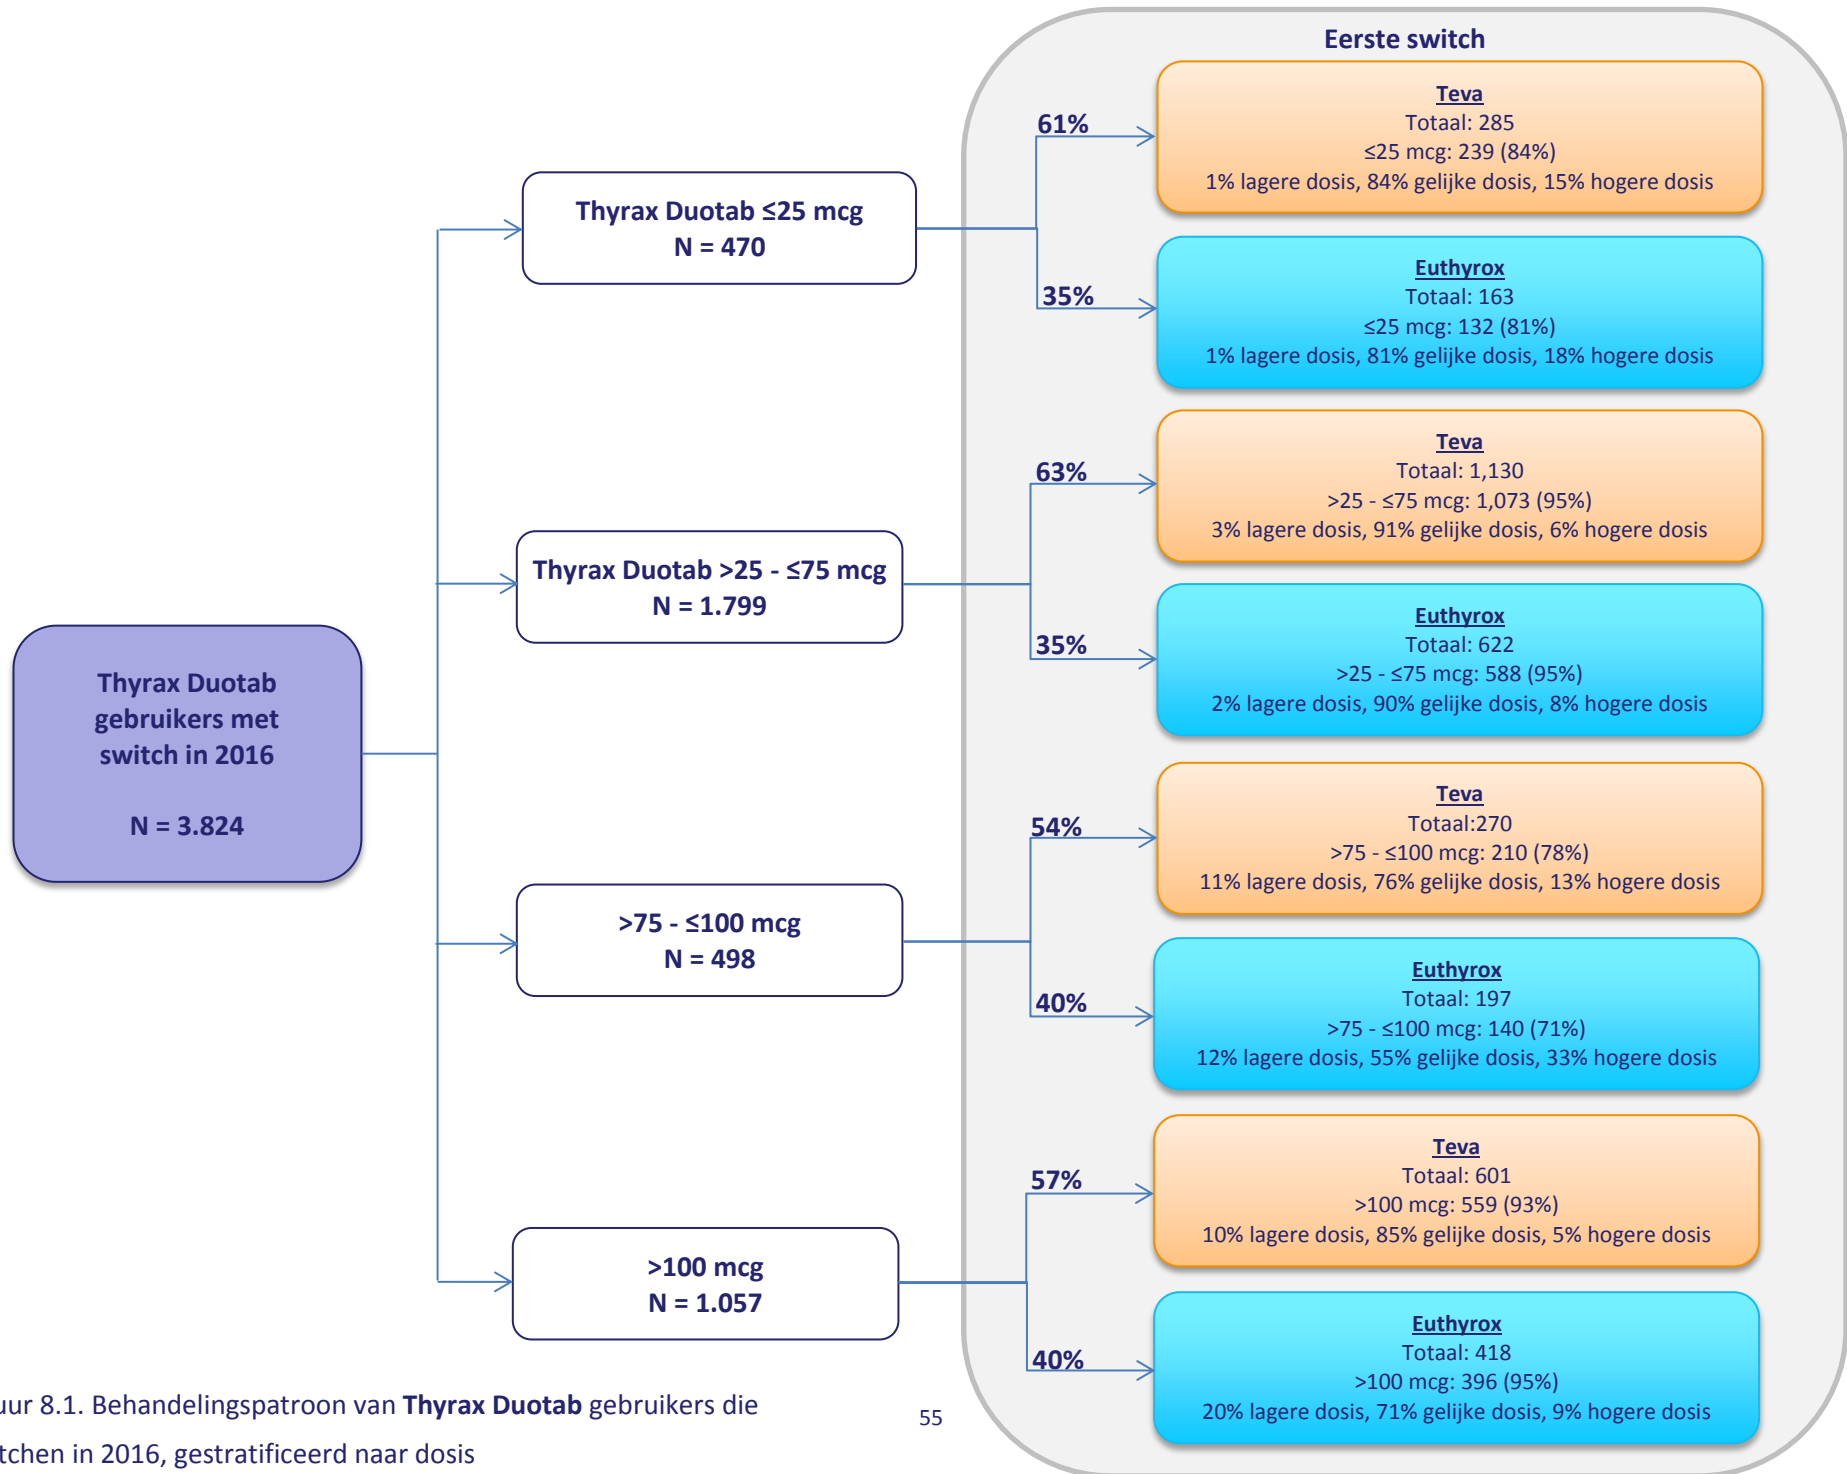 Eerste switch
Thyrax Duotab
gebruikers met
switch in 2016
N = 3.824
Thyrax Duotab ≤25 mcg
N = 470
61%
Teva
Totaal: 285
≤25 mcg: 239 (84%)
1% lagere dosis, 84% gelijke dosis, 15% hogere dosis
35%
Euthyrox
Totaal: 163
≤25 mcg: 132 (81%)
1% lagere dosis, 81% gelijke dosis, 18% hogere dosis
Thyrax Duotab >25 - ≤75 mcg
N = 1.799
63%
Teva
Totaal: 1,130
>25 - ≤75 mcg: 1,073 (95%)
3% lagere dosis, 91% gelijke dosis, 6% hogere dosis
35%
Euthyrox
Totaal: 622
>25 - ≤75 mcg: 588 (95%)
2% lagere dosis, 90% gelijke dosis, 8% hogere dosis
>75 - ≤100 mcg
N = 498
54%
Teva
Totaal:270
>75 - ≤100 mcg: 210 (78%)
11% lagere dosis, 76% gelijke dosis, 13% hogere dosis
40%
Euthyrox
Totaal: 197
>75 - ≤100 mcg: 140 (71%)
12% lagere dosis, 55% gelijke dosis, 33% hogere dosis
>100 mcg
N = 1.057
57%
Teva
Totaal: 601
>100 mcg: 559 (93%)
10% lagere dosis, 85% gelijke dosis, 5% hogere dosis
40%
Euthyrox
Totaal: 418
>100 mcg: 396 (95%)
20% lagere dosis, 71% gelijke dosis, 9% hogere dosis
uur 8.1. Behandelingspatroon van Thyrax Duotab gebruikers die
tchen in 2016, gestratificeerd naar dosis
55